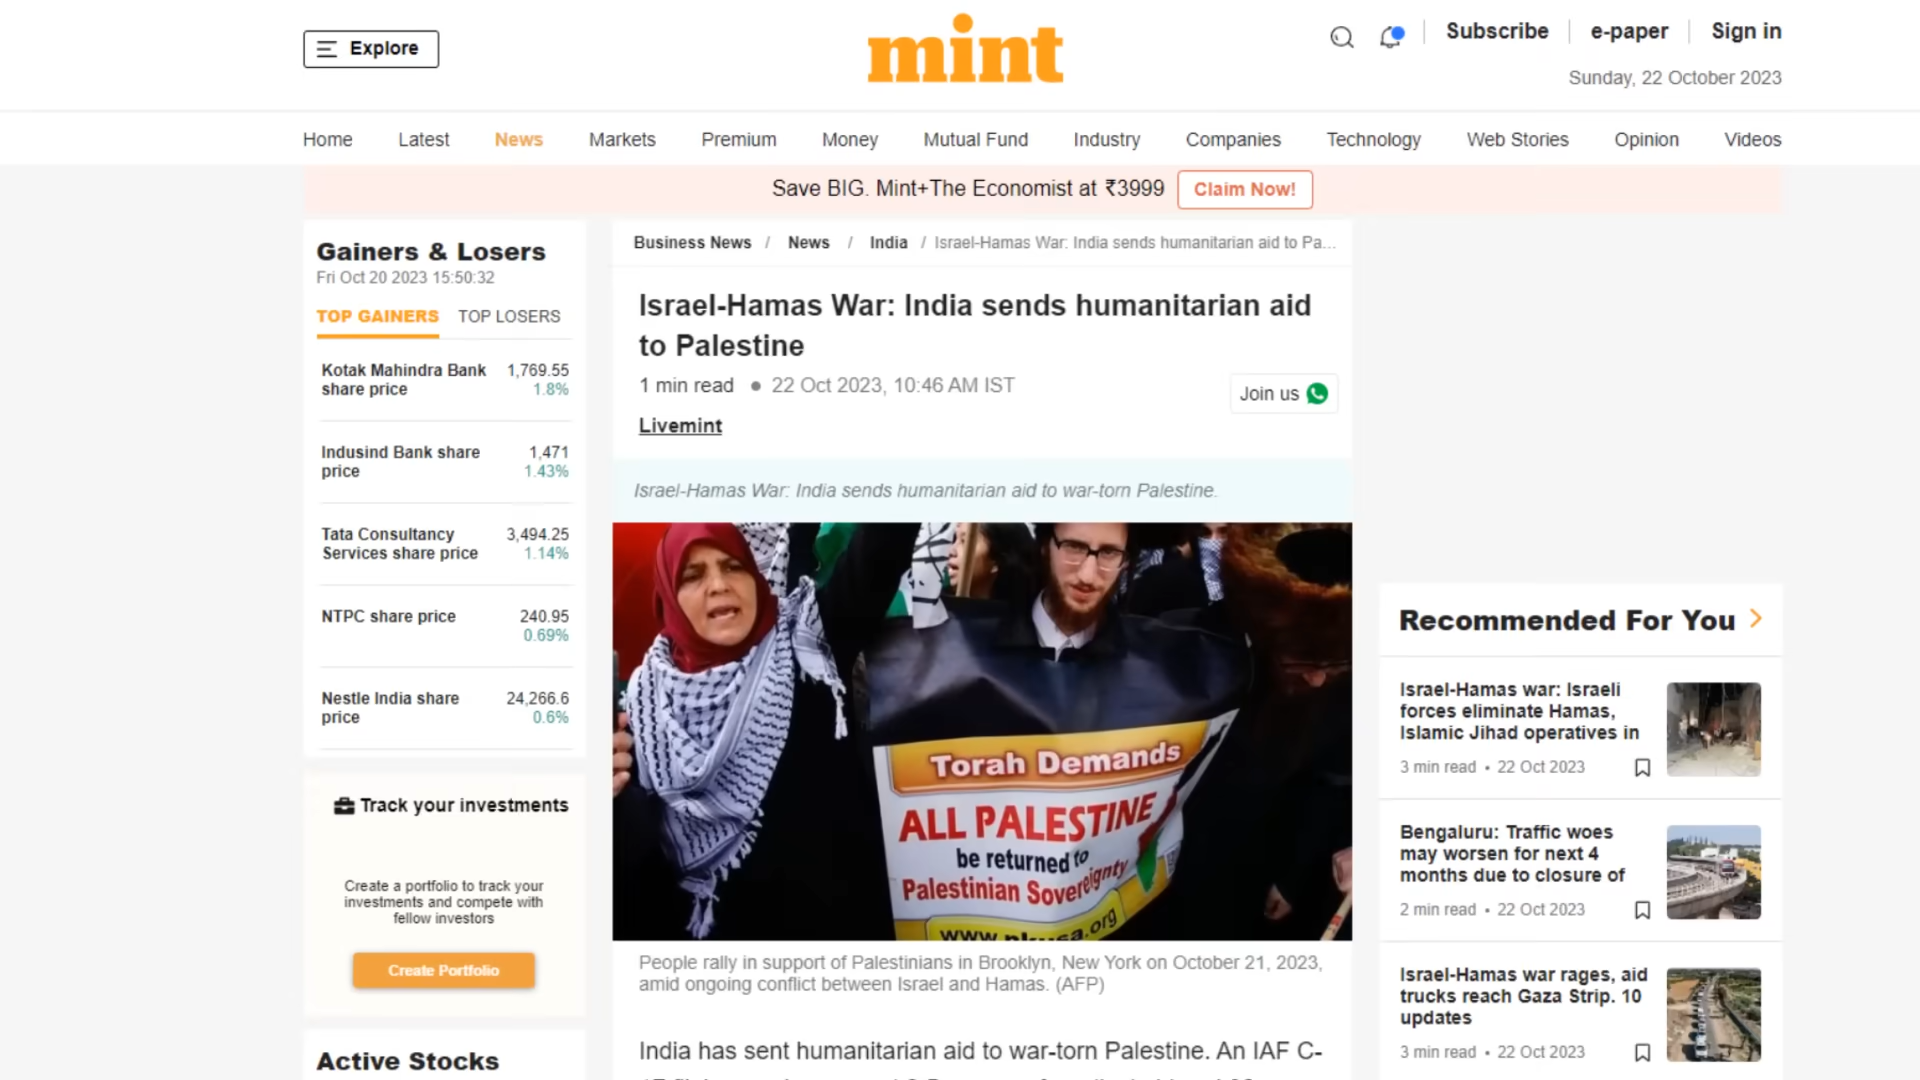 Explore
mint
Subscribe
e-paper
Sign in
Sunday, 22 October 2023
Home
Latest
News
Markets
Premium
Money
Mutual Fund
Industry
Companies
Technology
Web Stories
Opinion
Videos
Save BIG. Mint+The Economist at ₹3999
Claim Now!
Gainers & Losers
Fri Oct 20 2023 15:50:32
TOP GAINERS
TOP LOSERS
Kotak Mahindra Bank 1,769.55
share price 1.8%
Indusind Bank share 1,471
price 1.43%
Tata Consultancy 3,494.25
Services share price 1.14%
NTPC share price 240.95
0.69%
Nestle India share 24,266.6
price 0.6%
Track your investments
Create a portfolio to track your
investments and compete with
fellow investors
Create Portfolio
Active Stocks
Business News / News / India / Israel-Hamas War: India sends humanitarian aid to Pa...
Israel-Hamas War: India sends humanitarian aid
to Palestine
1 min read • 22 Oct 2023, 10:46 AM IST
Join us
Livemint
Israel-Hamas War: India sends humanitarian aid to war-torn Palestine.
Torah Demands
ALL PALESTINE
be returned to
Palestinian Sovereignty
People rally in support of Palestinians in Brooklyn, New York on October 21, 2023,
amid ongoing conflict between Israel and Hamas. (AFP)
India has sent humanitarian aid to war-torn Palestine. An IAF C-
Recommended For You
Israel-Hamas war: Israeli
forces eliminate Hamas,
Islamic Jihad operatives in
3 min read • 22 Oct 2023
Bengaluru: Traffic woes
may worsen for next 4
months due to closure of
2 min read • 22 Oct 2023
Israel-Hamas war rages, aid
trucks reach Gaza Strip. 10
updates
3 min read • 22 Oct 2023